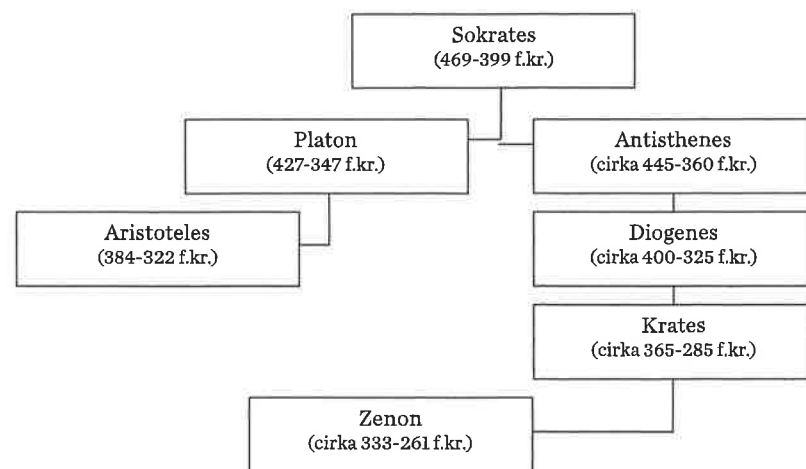 Sokrates
(469-399 f.kr.)
Platon
(427-347 f.kr.)
Antisthenes
(cirka 445-360 f.kr.)
Aristoteles
(384-322 f.kr.)
Diogenes
(cirka 400-325 f.kr.)
Krates
(cirka 365-285 f.kr.)
Zenon
(cirka 333-261 f.kr.)